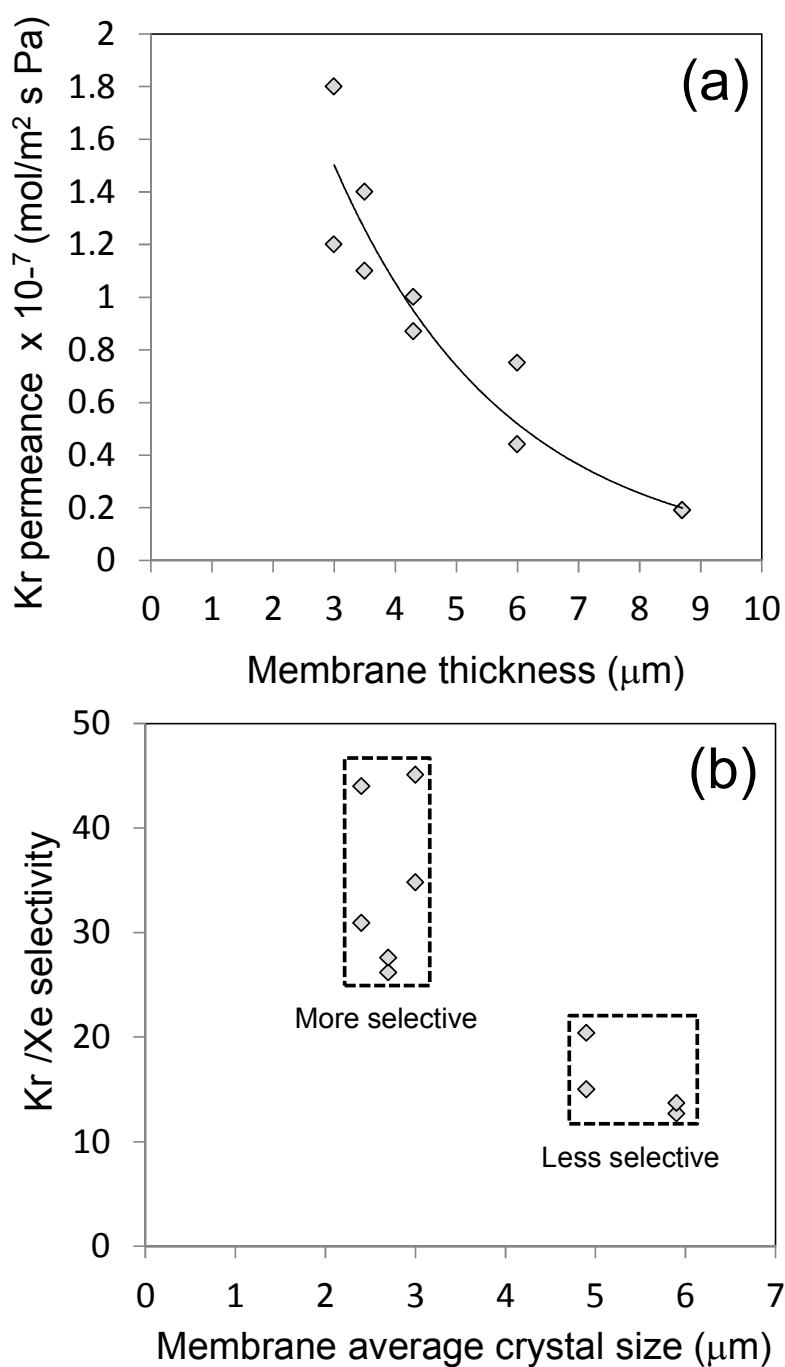 (a)
Kr permeance x 10-⁷ (mol/m² s Pa)
2
1.8
1.6
1.4
1.2
1
0.8
0.6
0.4
0.2
0
0 1 2 3 4 5 6 7 8 9 10
Membrane thickness (μm)
(b)
Kr /Xe selectivity
50
40
30
20
10
0
More selective
Less selective
0 1 2 3 4 5 6 7
Membrane average crystal size (μm)